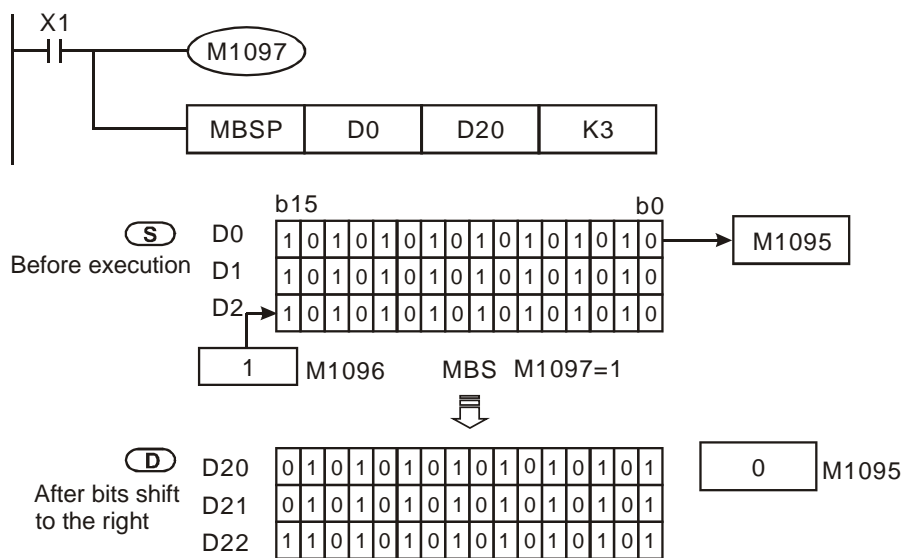 X1
M1097
MBSP D0 D20 K3
b15 b0
S D0 1 0 1 0 1 0 1 0 1 0 1 0 1 0 1 0 M1095
Before execution D1 1 0 1 0 1 0 1 0 1 0 1 0 1 0 1 0
D2 1 0 1 0 1 0 1 0 1 0 1 0 1 0 1 0
1 M1096 MBS M1097=1
D D20 0 1 0 1 0 1 0 1 0 1 0 1 0 1 0 1 0 M1095
After bits shift D21 0 1 0 1 0 1 0 1 0 1 0 1 0 1 0 1
to the right D22 1 1 0 1 0 1 0 1 0 1 0 1 0 1 0 1